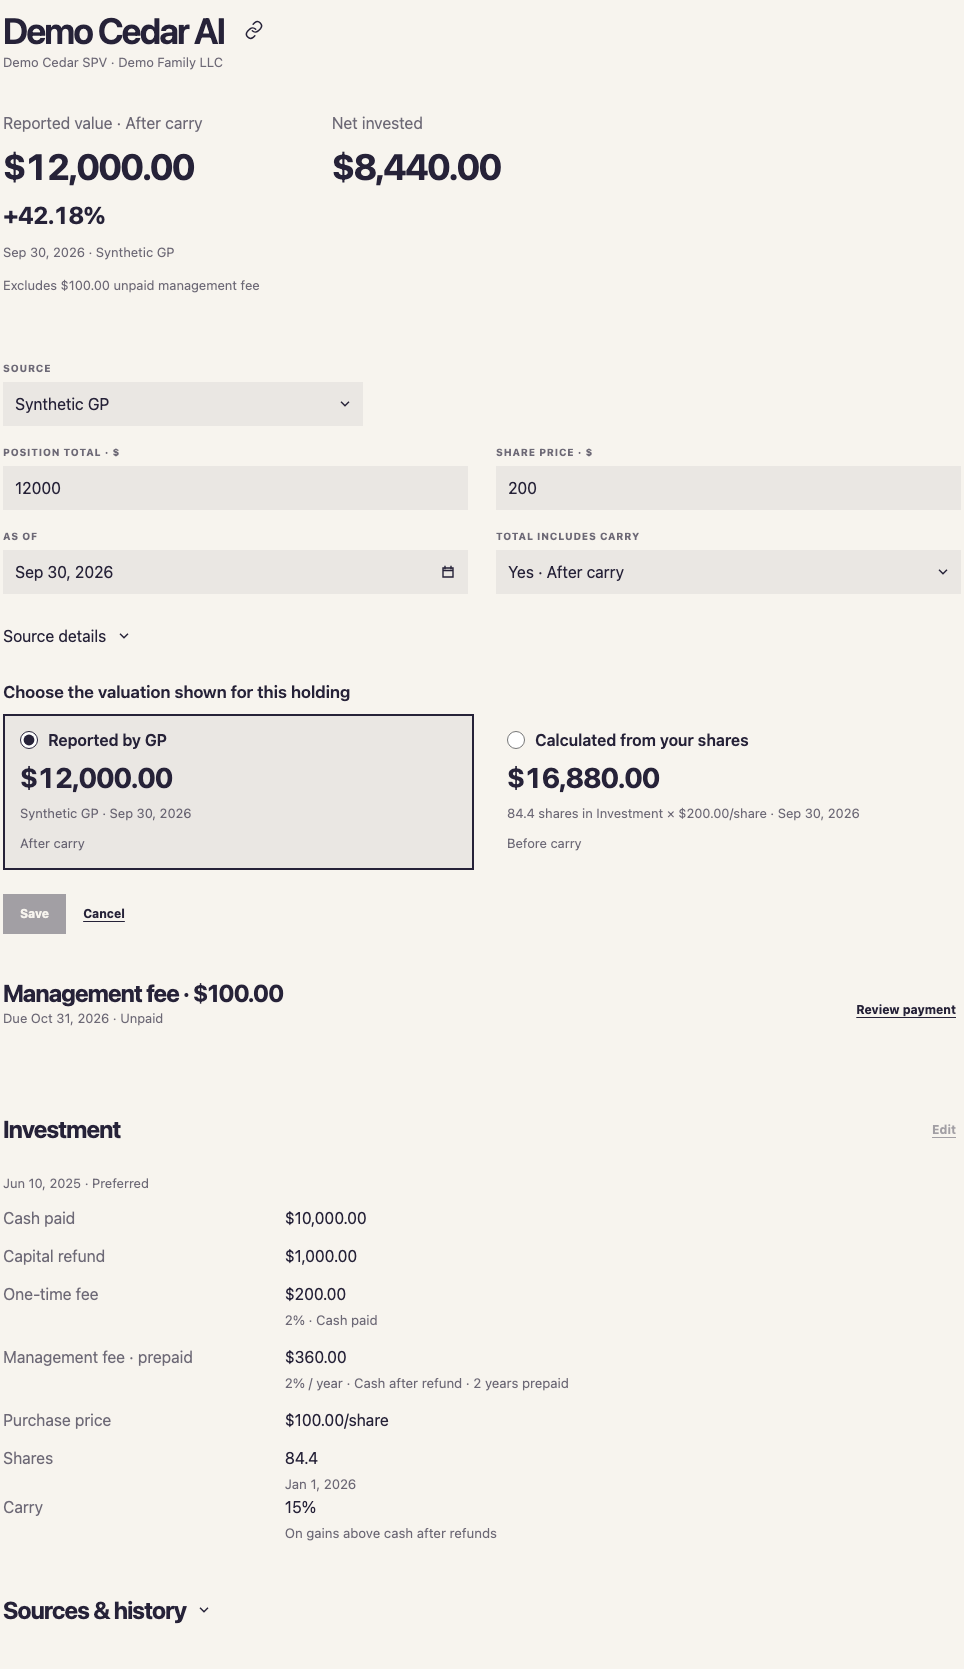 Demo Cedar AI
Demo Cedar SPV · Demo Family LLC
Reported value · After carry
Net invested
$12,000.00
$8,440.00
+42.18%
Sep 30, 2026 · Synthetic GP
Excludes $100.00 unpaid management fee
SOURCE
Synthetic GP
POSITION TOTAL · $
SHARE PRICE · $
12000
200
AS OF
TOTAL INCLUDES CARRY
Sep 30, 2026
Yes · After carry
Source details
Choose the valuation shown for this holding
Reported by GP
$12,000.00
Synthetic GP · Sep 30, 2026
After carry
Calculated from your shares
$16,880.00
84.4 shares in Investment × $200.00/share · Sep 30, 2026
Before carry
Save
Cancel
Management fee · $100.00
Due Oct 31, 2026 · Unpaid
Review payment
Investment
Edit
Jun 10, 2025 · Preferred
Cash paid
$10,000.00
Capital refund
$1,000.00
One-time fee
$200.00
2% · Cash paid
Management fee · prepaid
$360.00
2% / year · Cash after refund · 2 years prepaid
Purchase price
$100.00/share
Shares
84.4
Jan 1, 2026
Carry
15%
On gains above cash after refunds
Sources & history